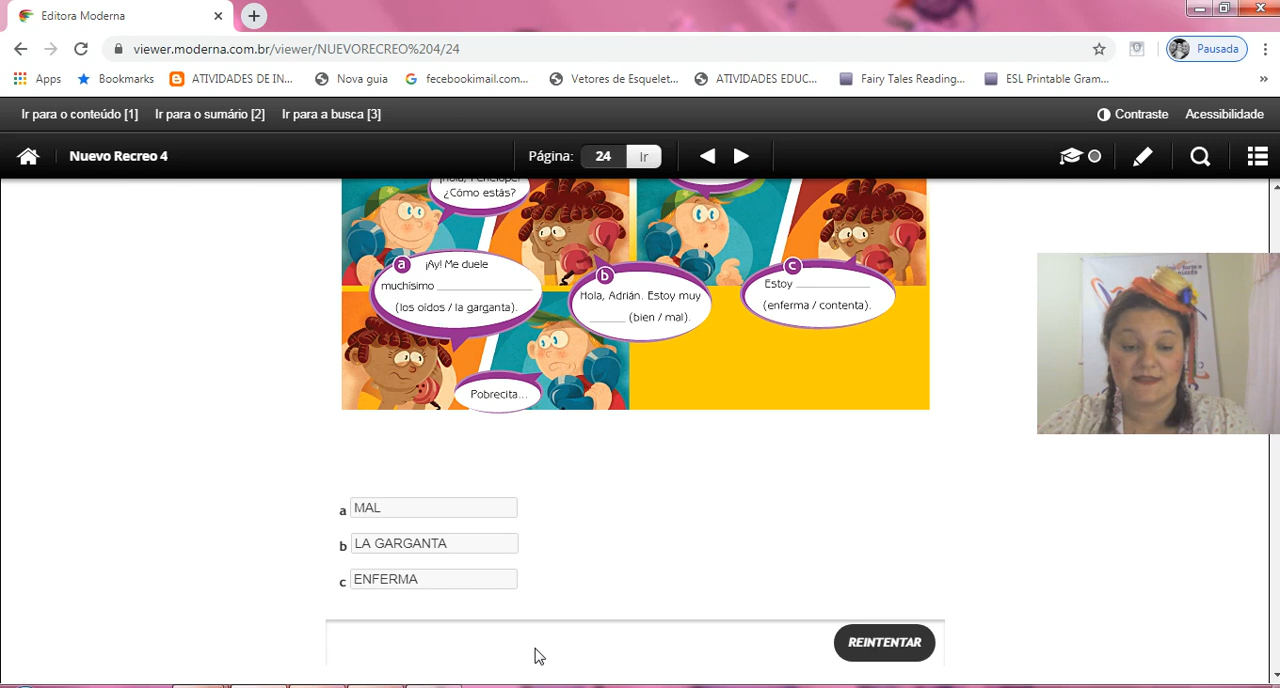 Editora Moderna
viewer.moderna.com.br/viewer/NUEVORECREO%204/24
Pausada
Apps Bookmarks ATIVIDADES DE IN... Nova guia fecebookimail.com... Vetores de Esquelet... ATIVIDADES EDUC... Fairy Tales Reading... ESL Printable Gram... »
Ir para o conteúdo [1] Ir para o sumário [2] Ir para a busca [3] Contraste Acessibilidade
Nuevo Recreo 4 Página: 24 Ir
¿Cómo estás?
a ¡Ay! Me duele
muchísimo ____________
(los oídos / la garganta).
b Hola, Adrián. Estoy muy
_____ (bien / mal).
c Estoy __________
(enferma / contenta).
Pobrecita...
a MAL
b LA GARGANTA
c ENFERMA
REINTENTAR